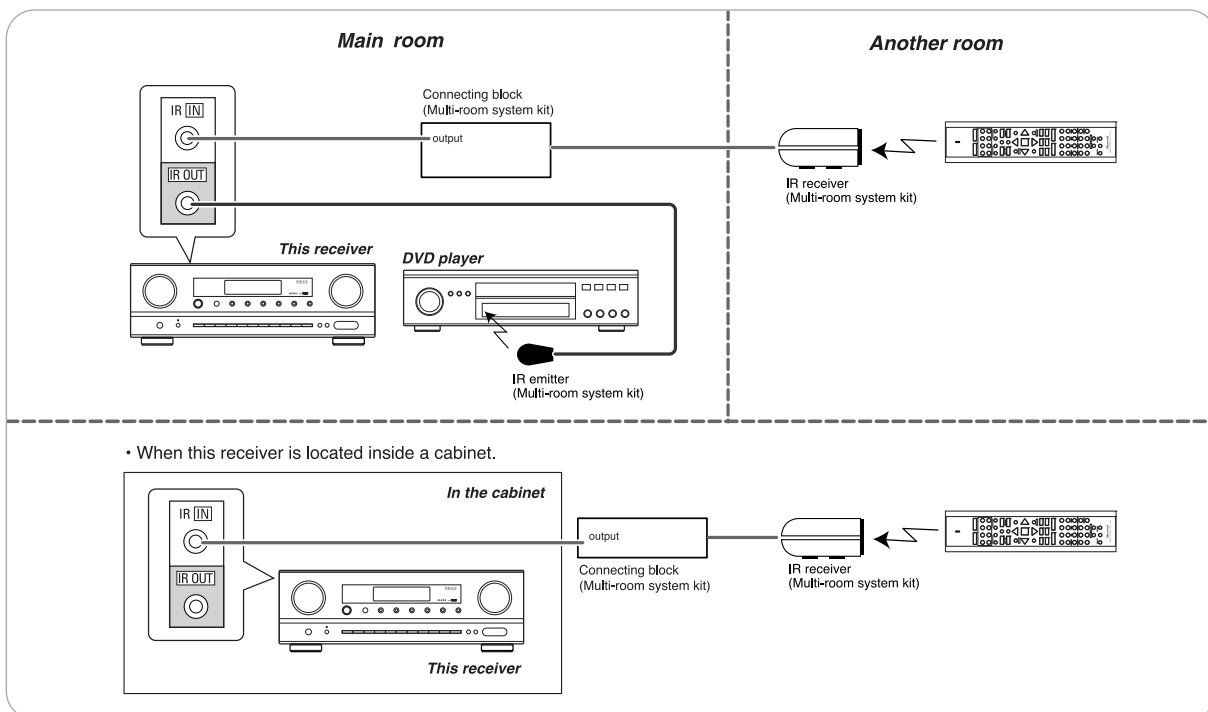 Main room
Another room
Connecting block
(Multi-room system kit)
IR IN
output
IR OUT
IR receiver
(Multi-room system kit)
This receiver
DVD player
IR emitter
(Multi-room system kit)
• When this receiver is located inside a cabinet.
In the cabinet
IR IN
output
IR OUT
Connecting block
(Multi-room system kit)
IR receiver
(Multi-room system kit)
This receiver